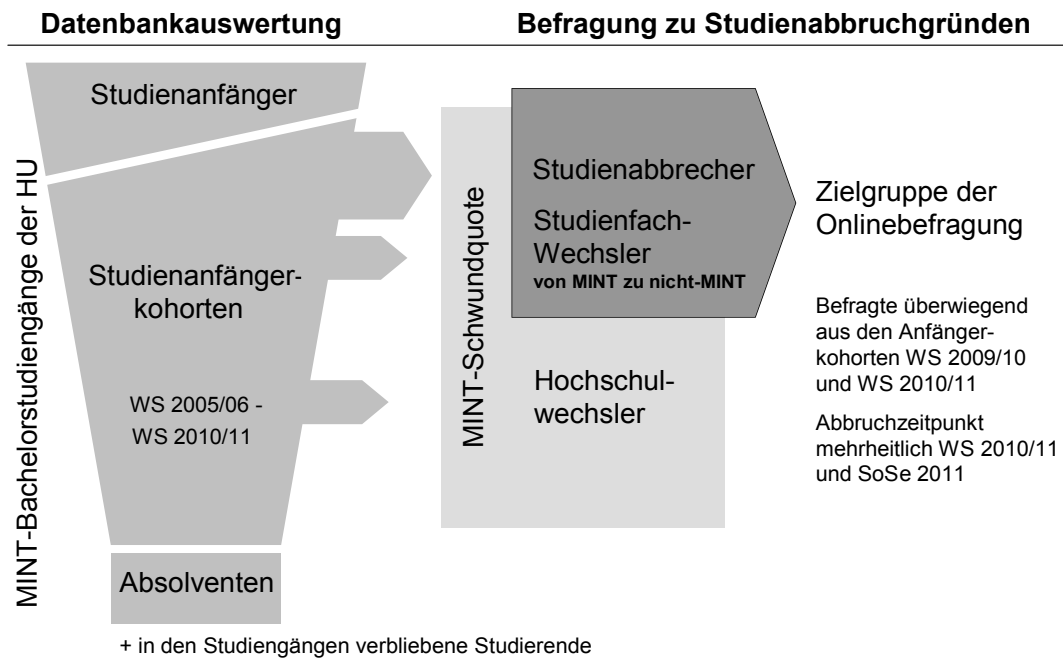 Datenbankauswertung
Befragung zu Studienabbruchgründen
MINT-Bachelorstudiengänge der HU
Studienanfänger
Studienanfänger-
kohorten
WS 2005/06 -
WS 2010/11
Absolventen
+ in den Studiengängen verbliebene Studierende
MINT-Schwundquote
Studienabbrecher
Studienfach-
Wechsler
von MINT zu nicht-MINT
Hochschul-
wechsler
Zielgruppe der
Onlinebefragung
Befragte überwiegend
aus den Anfänger-
kohorten WS 2009/10
und WS 2010/11
Abbruchzeitpunkt
mehrheitlich WS 2010/11
und SoSe 2011